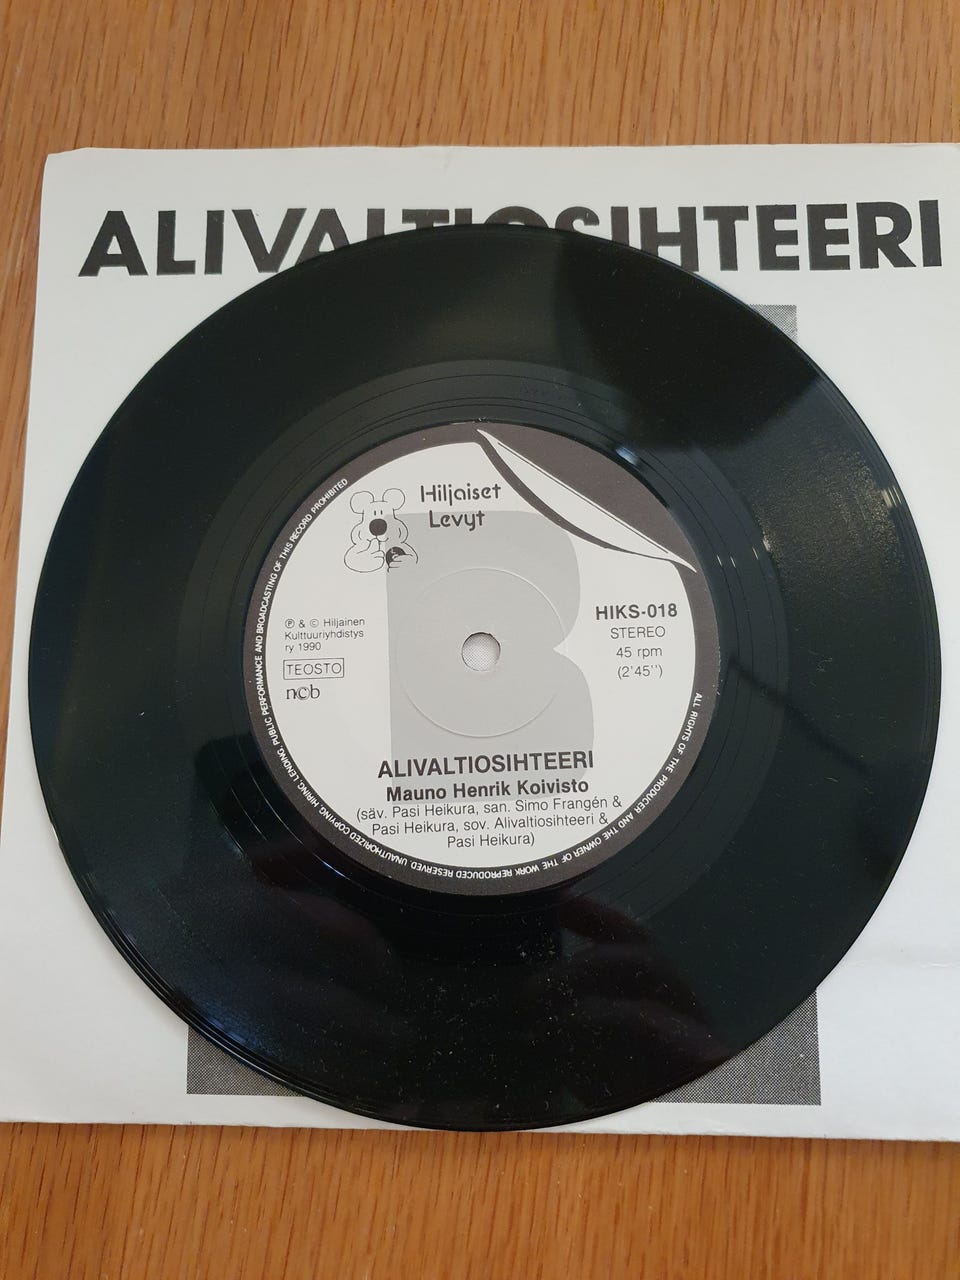 ALIVALTIOSIHTEERI
Hiljaiset
Levyt
B
HIKS-018
STEREO
45 rpm
(2'45'')
℗ & © Hiljainen
Kulttuuriyhdistys
ry 1990
TEOSTO
ncb
ALIVALTIOSIHTEERI
Mauno Henrik Koivisto
(säv. Pasi Heikura, san. Simo Frangén &
Pasi Heikura, sov. Alivaltiosihteeri &
Pasi Heikura)
ALL RIGHTS OF THE PRODUCER AND THE OWNER OF THE WORK REPRODUCED RESERVED. UNAUTHORIZED COPYING, HIRING, LENDING, PUBLIC PERFORMANCE AND BROADCASTING OF THIS RECORD PROHIBITED